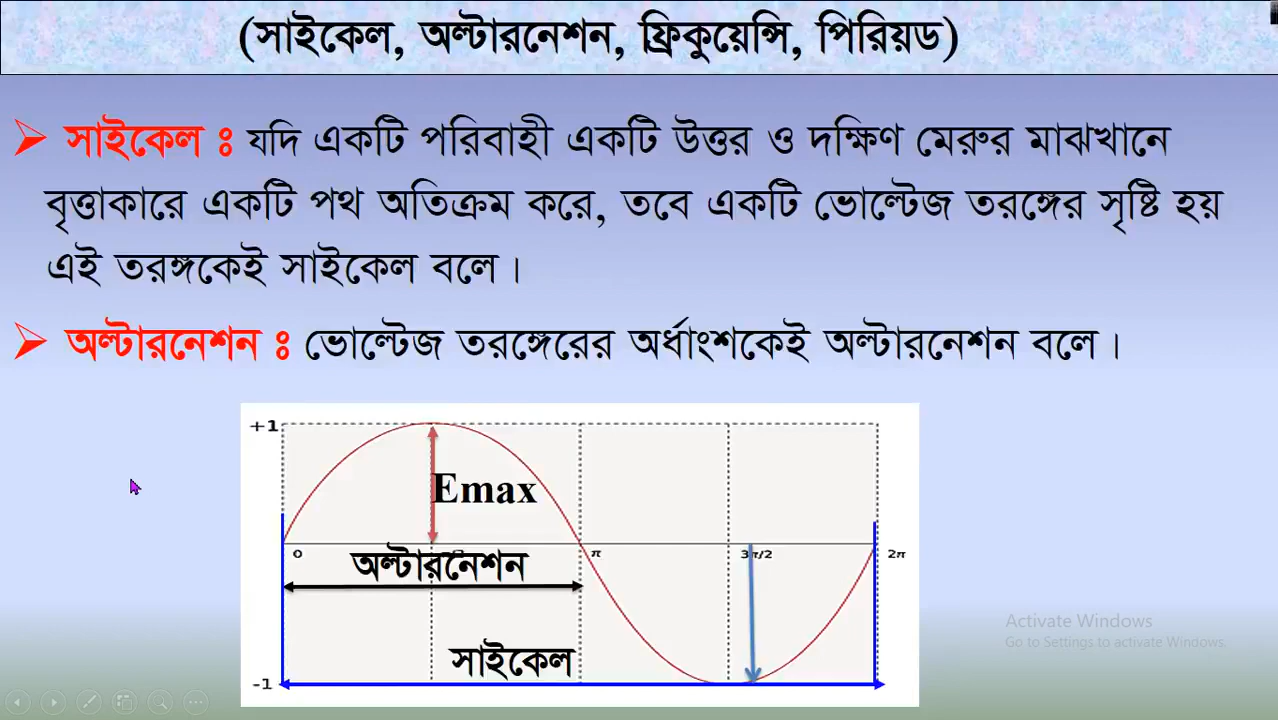 (সাইকেল, অল্টারনেশন, ফ্রিকুয়েন্সি, পিরিয়ড)
➢ সাইকেল ঃ যদি একটি পরিবাহী একটি উত্তর ও দক্ষিণ মেরুর মাঝখানে
বৃত্তাকারে একটি পথ অতিক্রম করে, তবে একটি ভোল্টেজ তরঙ্গের সৃষ্টি হয়
এই তরঙ্গকেই সাইকেল বলে।
➢ অল্টারনেশন ঃ ভোল্টেজ তরঙ্গেরের অর্ধাংশকেই অল্টারনেশন বলে।
+1
Emax
0 π 3π/2 2π
অল্টারনেশন
সাইকেল
-1
Activate Windows
Go to Settings to activate Windows.